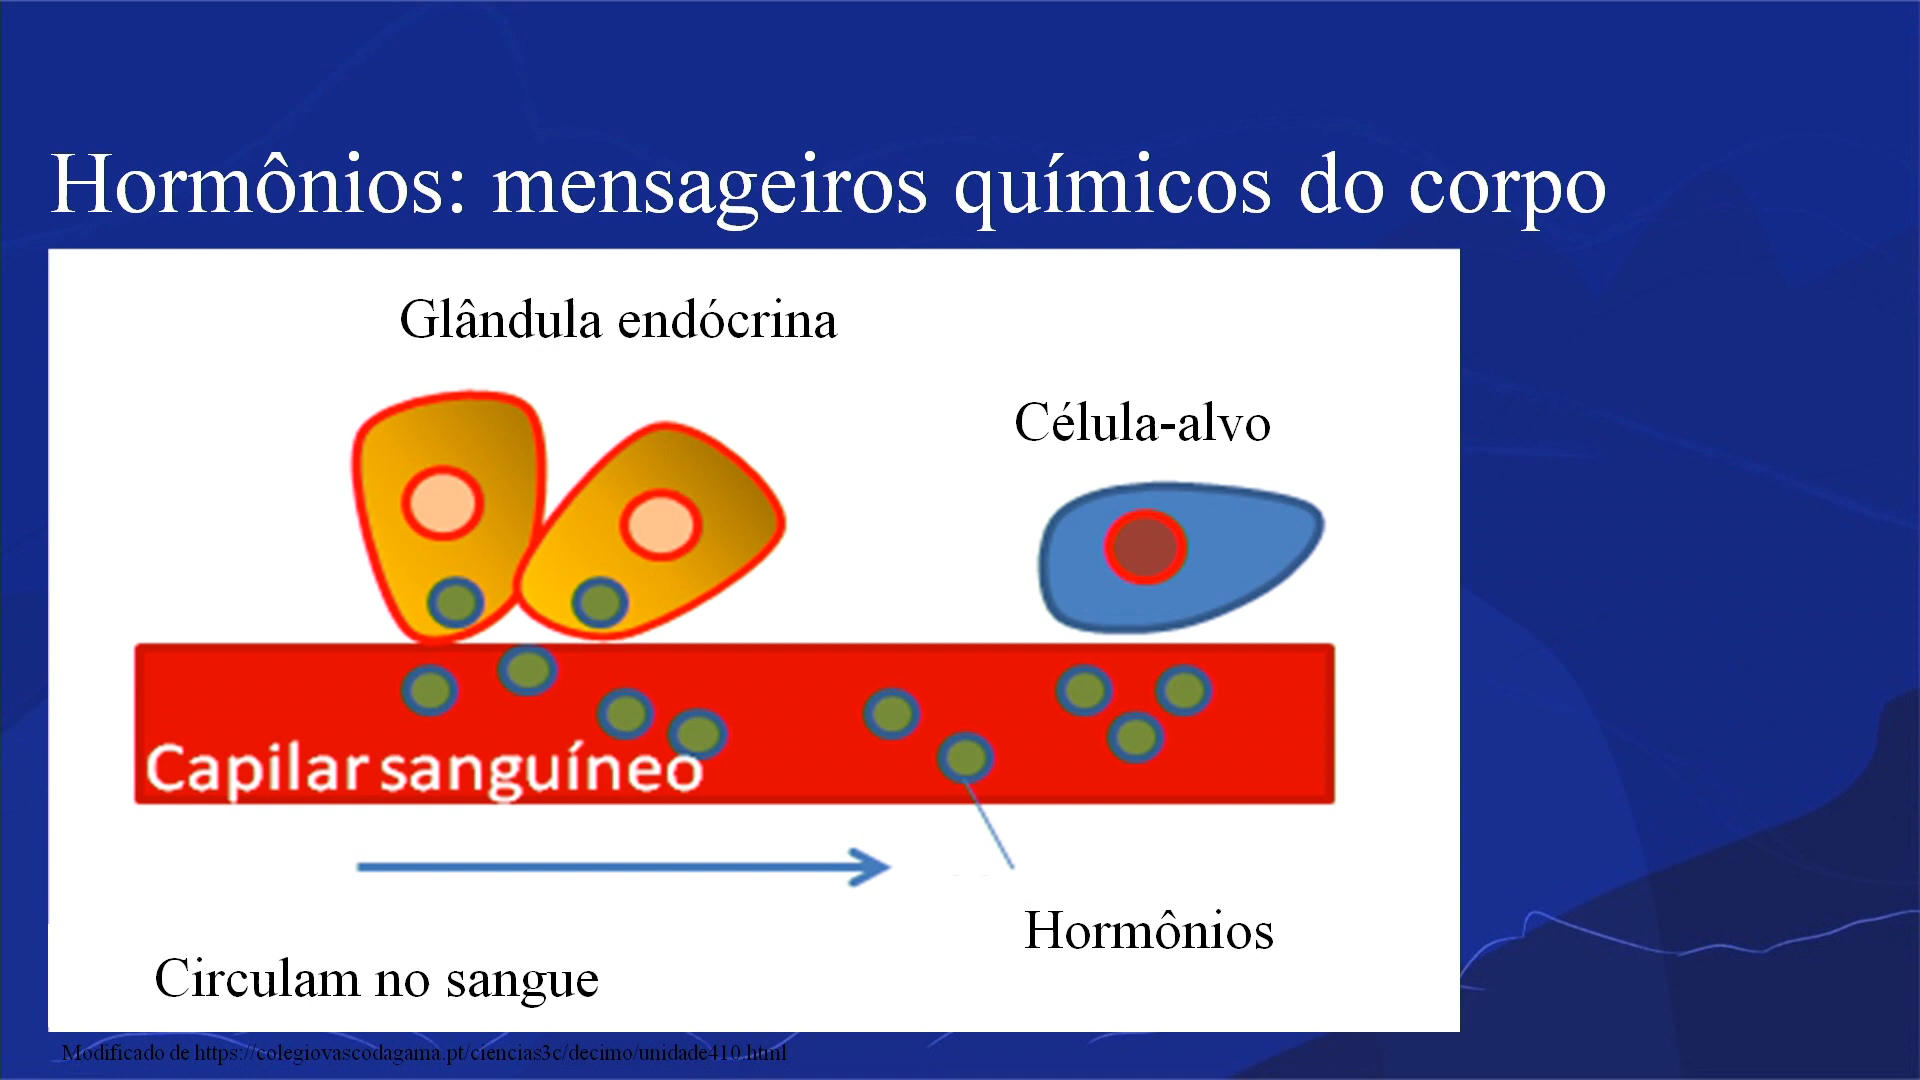 Hormônios: mensageiros químicos do corpo
Glândula endócrina
Célula-alvo
Capilar sanguíneo
Hormônios
Circulam no sangue
Modificado de https://colegiovascodagama.pt/ciencias3c/decimo/unidade410.html